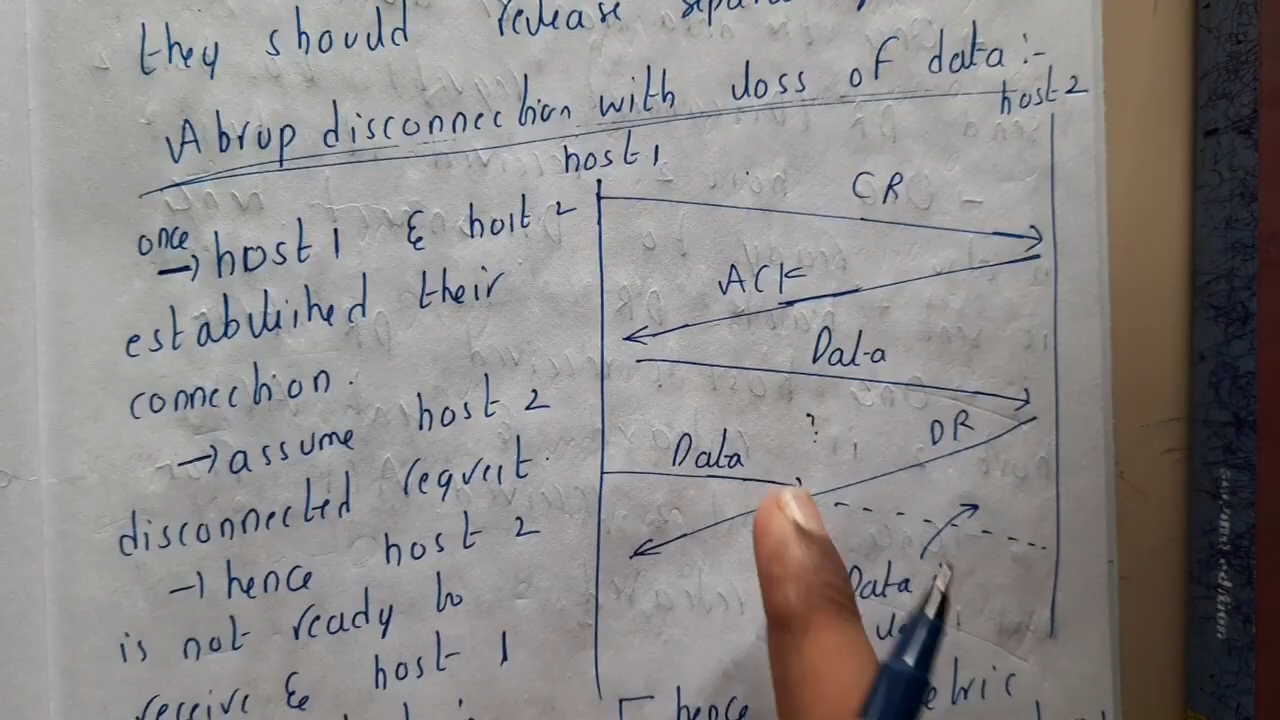 they should release
Abrup disconnection with loss of data :-
host 1
host 2
once
→ host 1 & host 2
established their
connection.
→ assume host 2
disconnected request.
→ hence host 2
is not ready to
receive & host 1
CR
ACK
Data
DR
?
Data
Data
[ hence